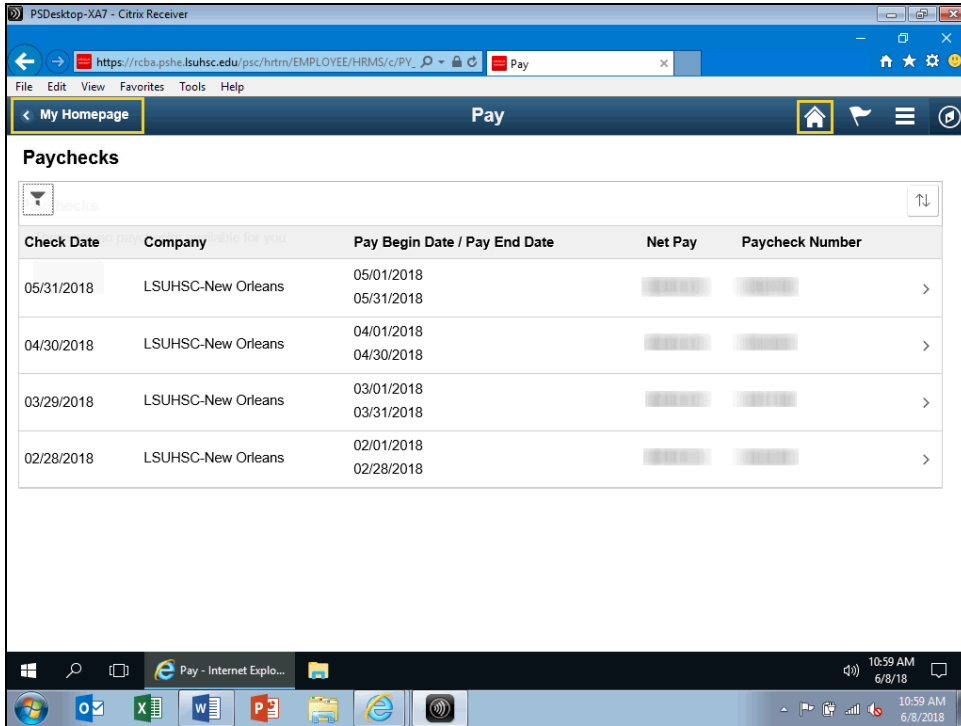 PSDesktop-XA7 - Citrix Receiver
https://rcba.pshe.lsuhsc.edu/psc/hrtrn/EMPLOYEE/HRMS/c/PY_
Pay
File Edit View Favorites Tools Help
My Homepage
Pay
Paychecks
Check Date Company Pay Begin Date / Pay End Date Net Pay Paycheck Number
05/31/2018 LSUHSC-New Orleans 05/01/2018
05/31/2018
04/30/2018 LSUHSC-New Orleans 04/01/2018
04/30/2018
03/29/2018 LSUHSC-New Orleans 03/01/2018
03/31/2018
02/28/2018 LSUHSC-New Orleans 02/01/2018
02/28/2018
Pay - Internet Explo...
10:59 AM
6/8/18
10:59 AM
6/8/2018